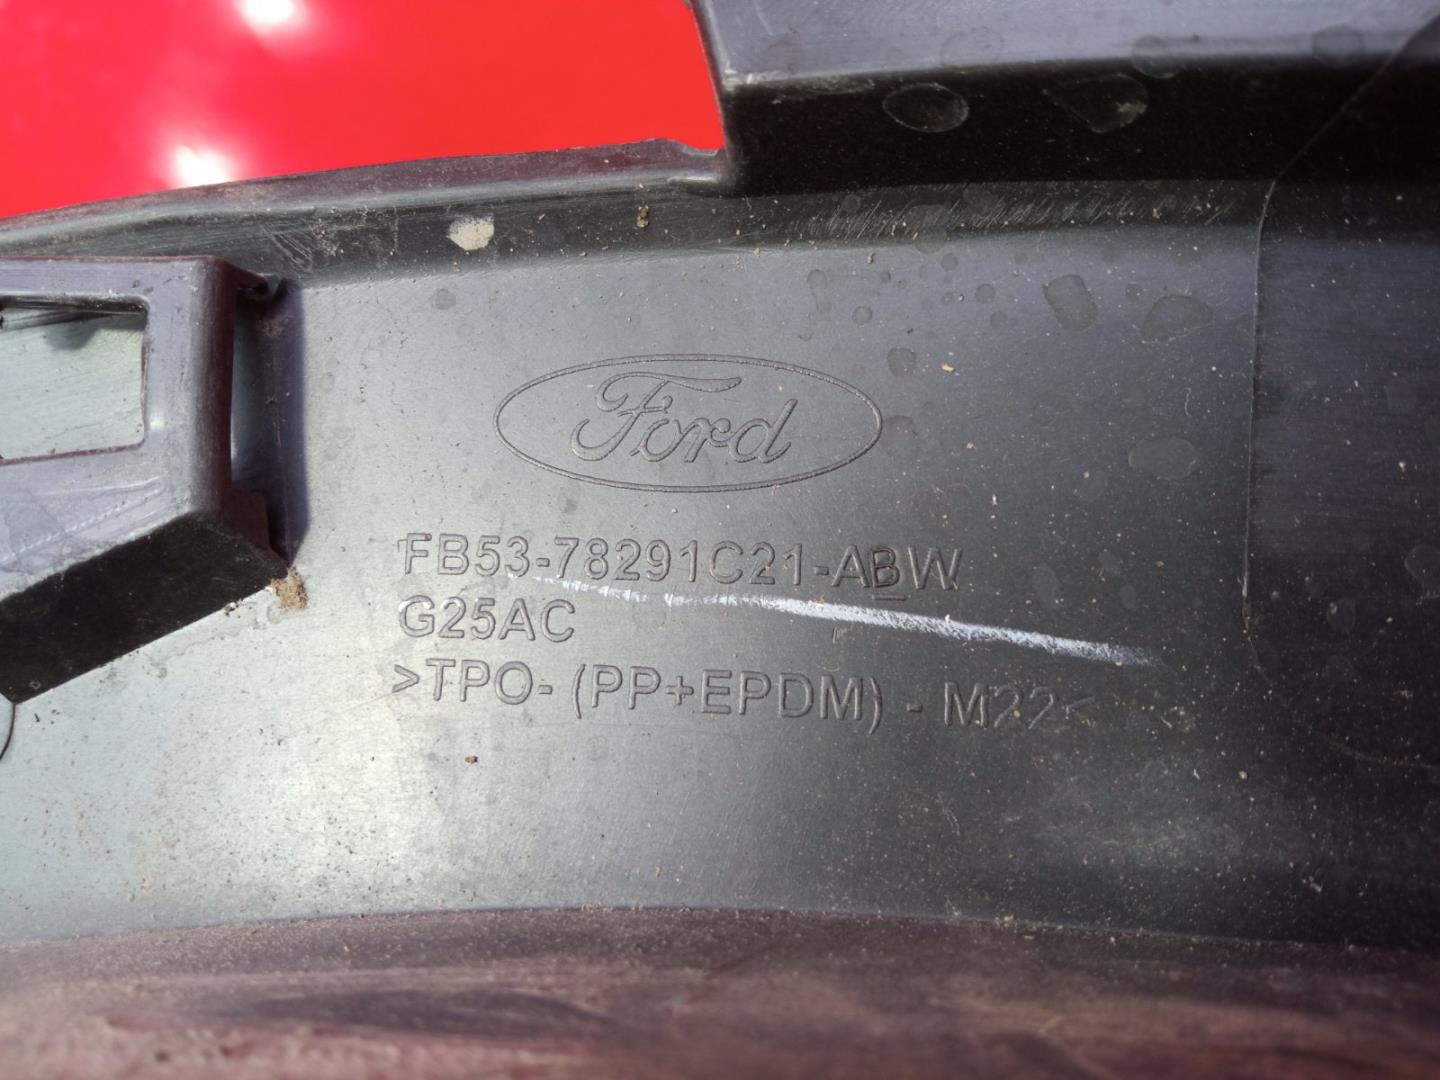 Ford
FB53-78291C21-ABW
G25AC
>TPO-(PP+EPDM)-M22<